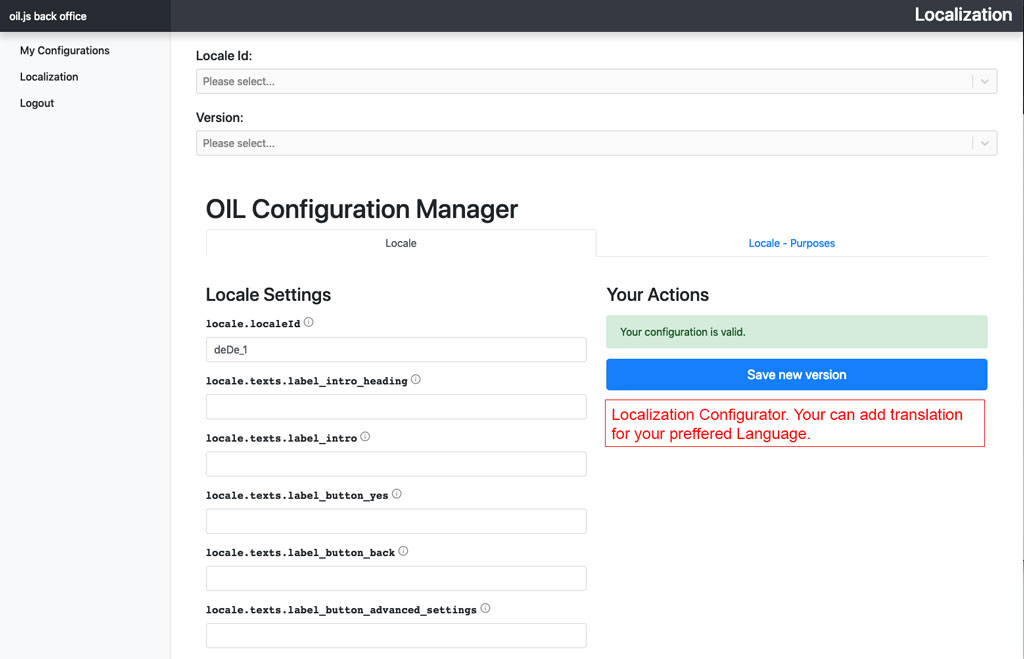 oil.js back office
Localization
My Configurations
Localization
Logout
Locale Id:
Please select...
Version:
Please select...
OIL Configuration Manager
Locale
Locale - Purposes
Locale Settings
locale.localeId
deDe_1
locale.texts.label_intro_heading
locale.texts.label_intro
locale.texts.label_button_yes
locale.texts.label_button_back
locale.texts.label_button_advanced_settings
Your Actions
Your configuration is valid.
Save new version
Localization Configurator. Your can add translation
for your preffered Language.